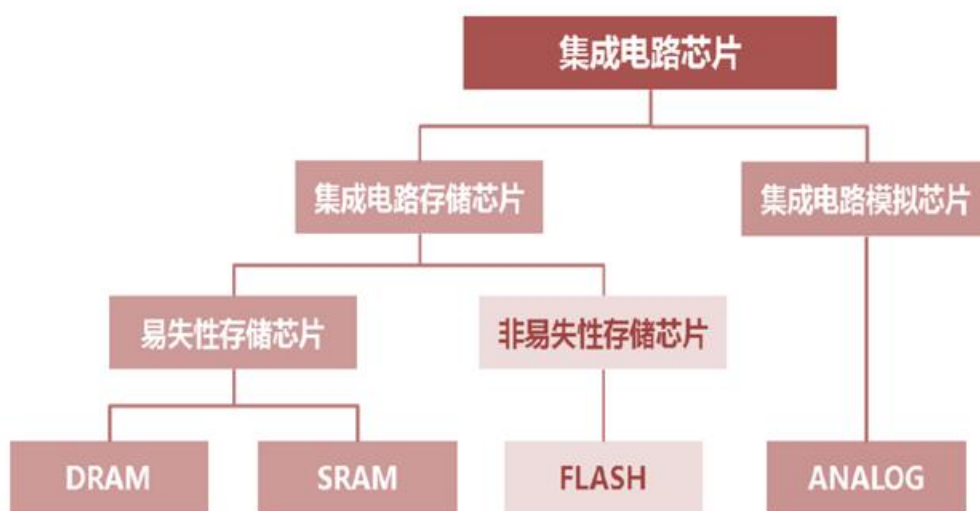 集成电路芯片
集成电路存储芯片
集成电路模拟芯片
易失性存储芯片
非易失性存储芯片
DRAM
SRAM
FLASH
ANALOG